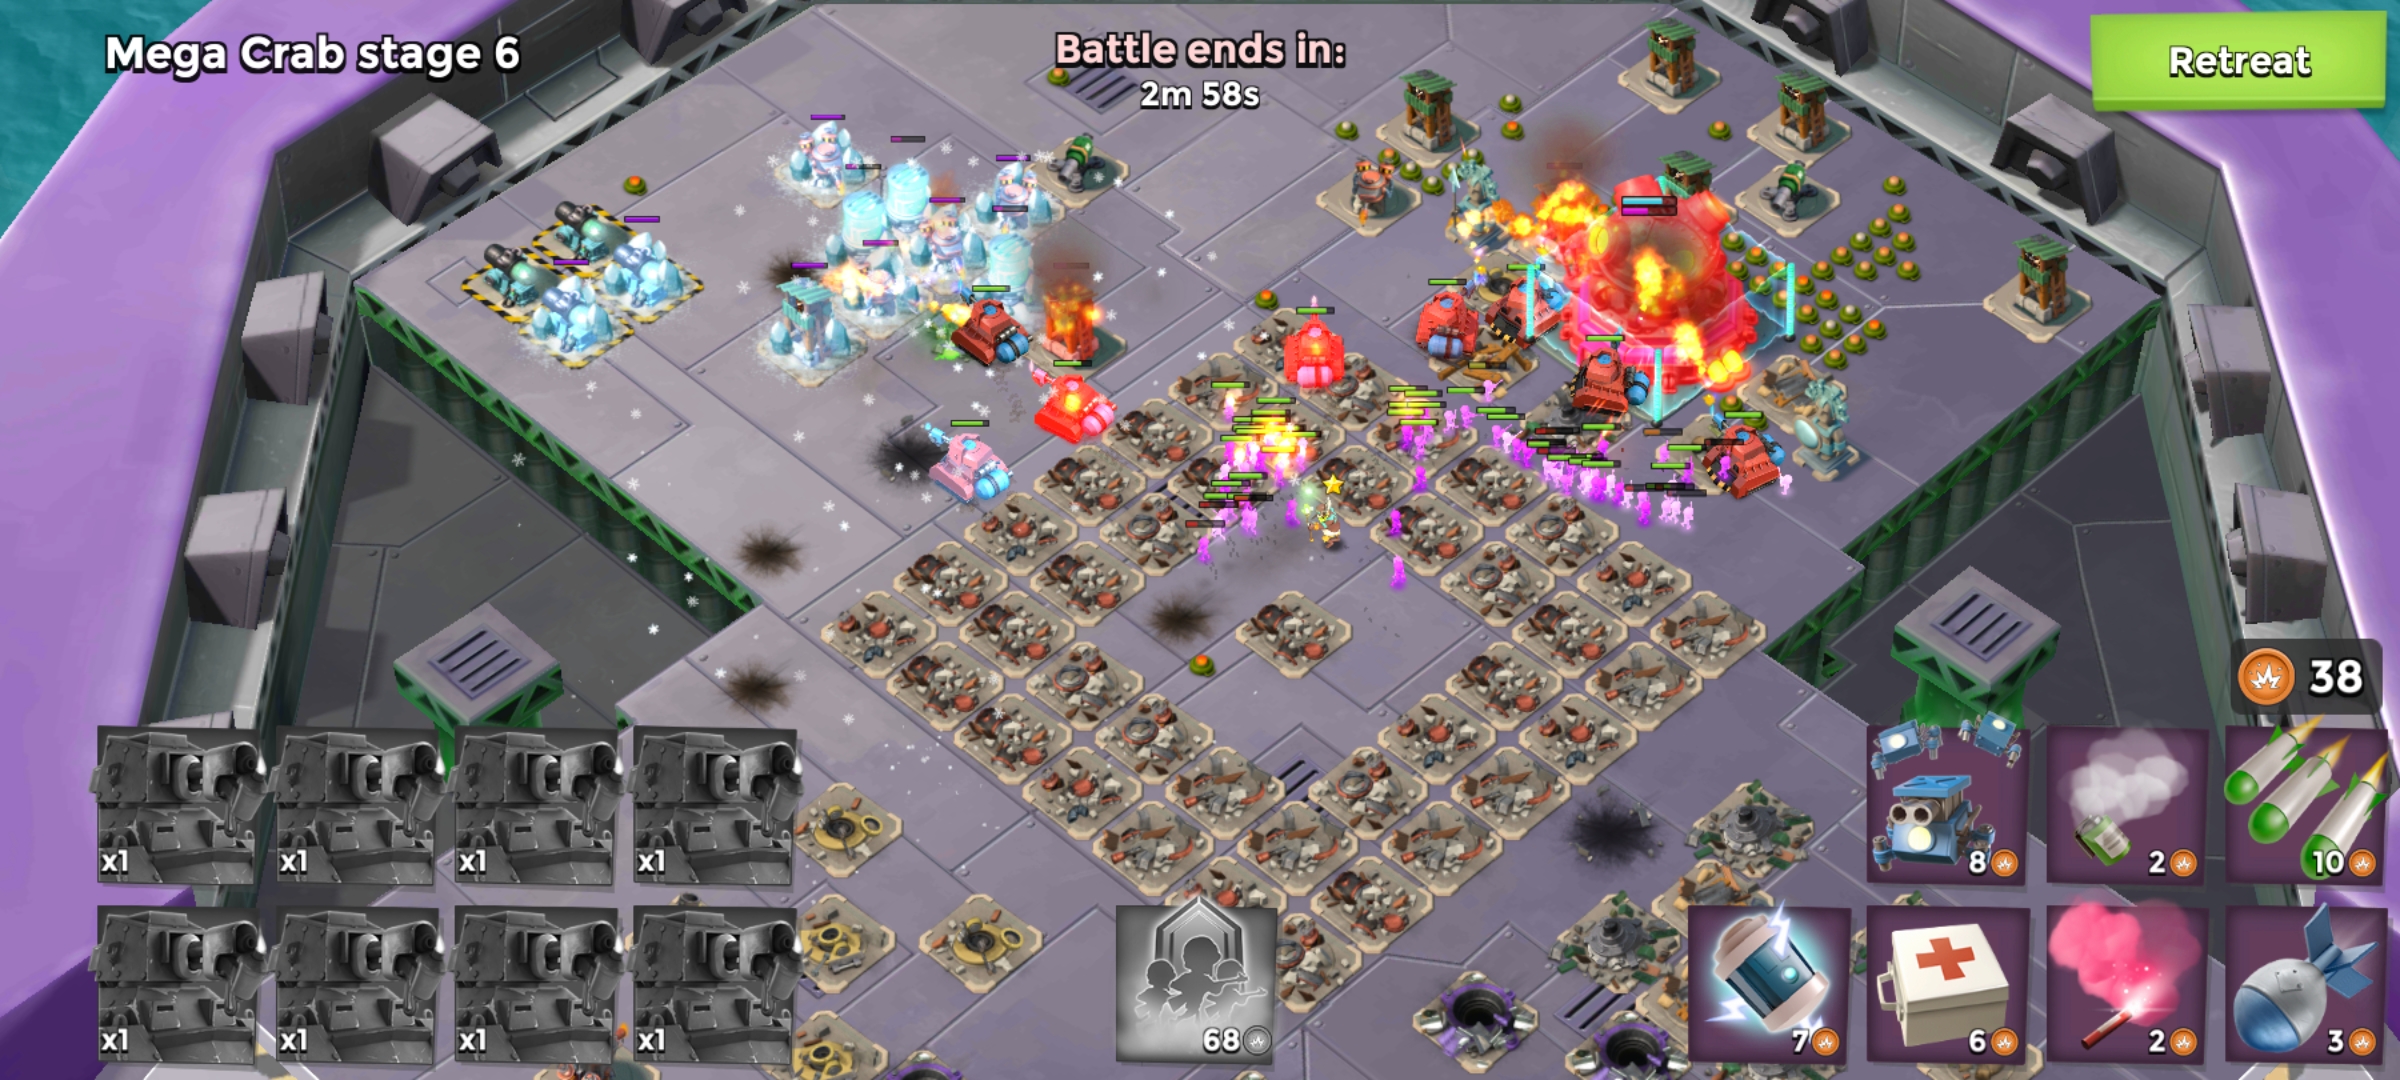 Mega Crab stage 6
Battle ends in:
2m 58s
Retreat
38
8
2
10
x1
x1
x1
x1
x1
x1
x1
x1
68
7
6
2
3